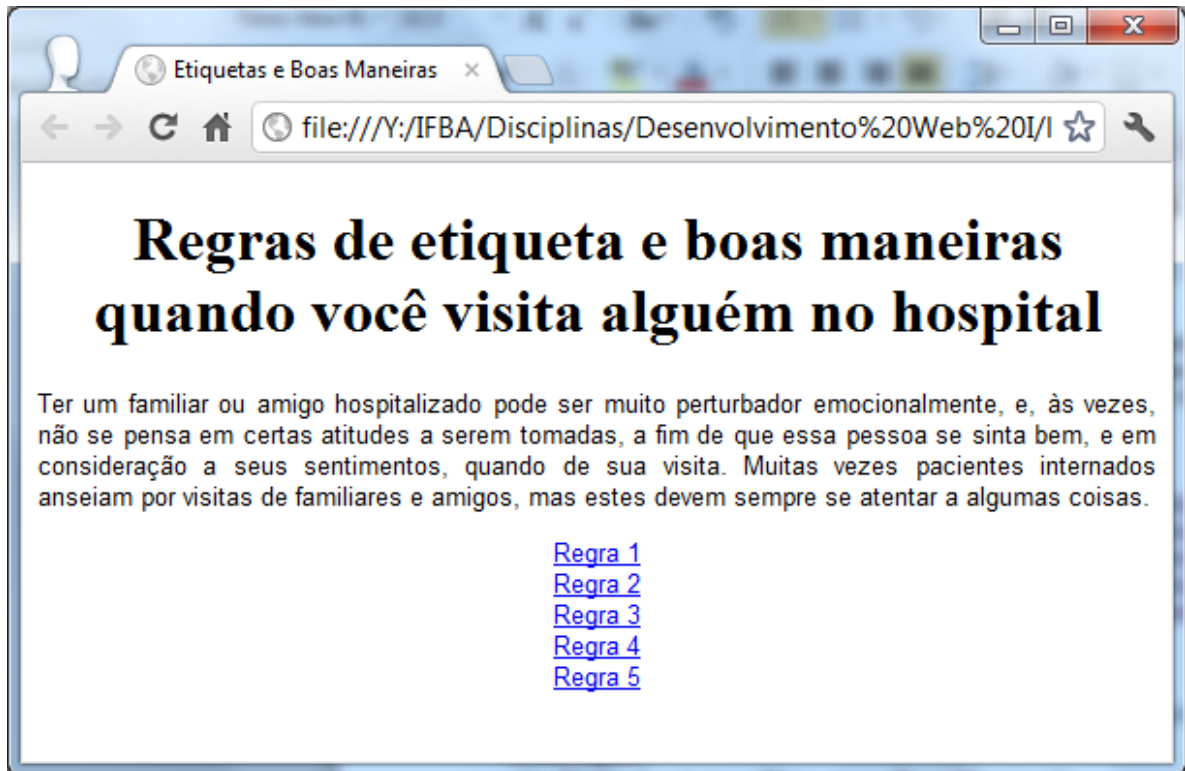 Etiquetas e Boas Maneiras
file:///Y:/IFBA/Disciplinas/Desenvolvimento%20Web%20I/I
Regras de etiqueta e boas maneiras
quando você visita alguém no hospital
Ter um familiar ou amigo hospitalizado pode ser muito perturbador emocionalmente, e, às vezes,
não se pensa em certas atitudes a serem tomadas, a fim de que essa pessoa se sinta bem, e em
consideração a seus sentimentos, quando de sua visita. Muitas vezes pacientes internados
anseiam por visitas de familiares e amigos, mas estes devem sempre se atentar a algumas coisas.
Regra 1
Regra 2
Regra 3
Regra 4
Regra 5